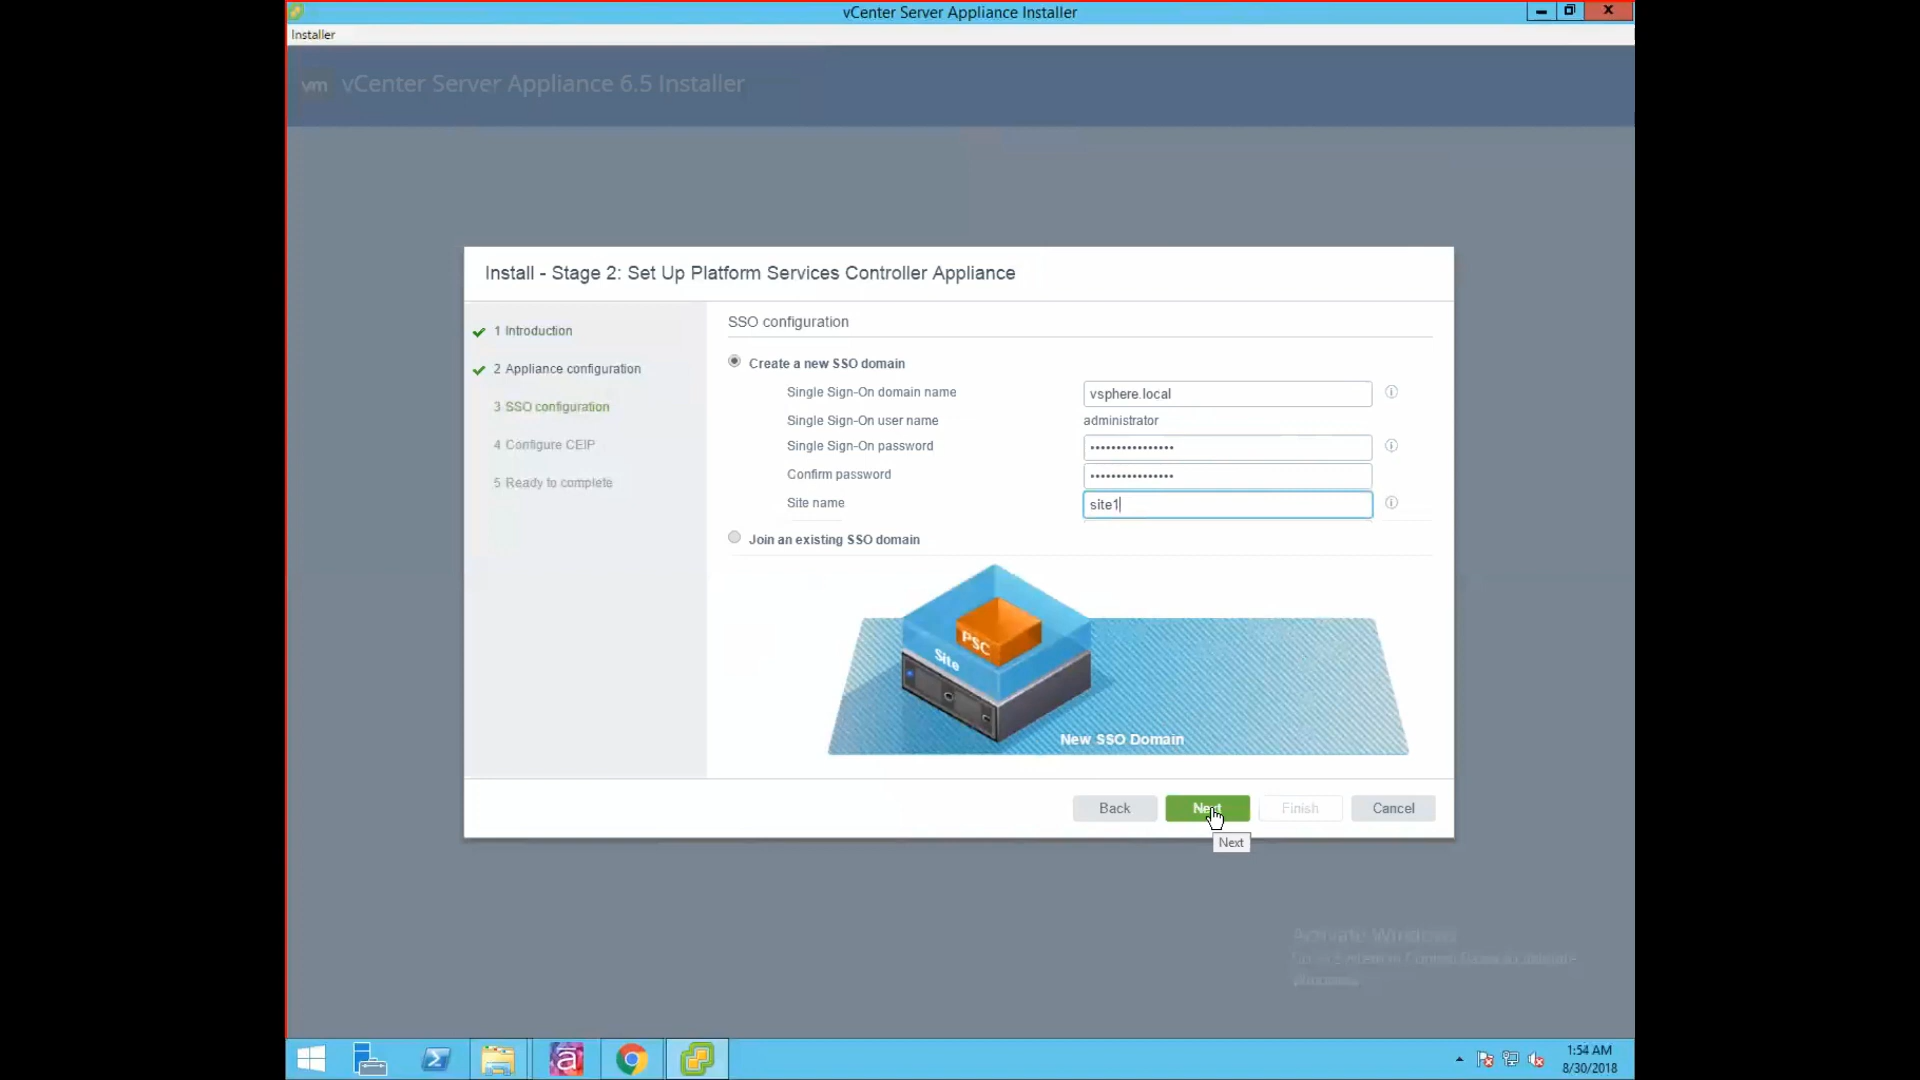 vCenter Server Appliance Installer
Installer
vm vCenter Server Appliance 6.5 Installer
Install - Stage 2: Set Up Platform Services Controller Appliance
1 Introduction
2 Appliance configuration
3 SSO configuration
4 Configure CEIP
5 Ready to complete
SSO configuration
Create a new SSO domain
Single Sign-On domain name
vsphere.local
Single Sign-On user name
administrator
Single Sign-On password
••••••••••••••••
Confirm password
••••••••••••••••
Site name
site1
Join an existing SSO domain
PSC
Site
New SSO Domain
Back
Next
Finish
Cancel
Next
Activate Windows
1:54 AM
8/30/2018